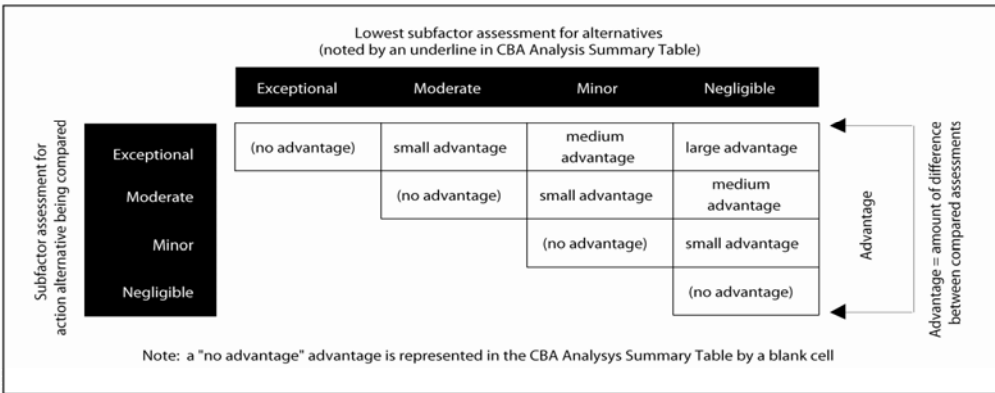 Lowest subfactor assessment for alternatives
(noted by an underline in CBA Analysis Summary Table)
Exceptional Moderate Minor Negligible
Subfactor assessment for
action alternative being compared
Exceptional (no advantage) small advantage medium advantage large advantage
Moderate (no advantage) small advantage medium advantage
Minor (no advantage) small advantage
Negligible (no advantage)
Advantage
Advantage = amount of difference
between compared assessments
Note: a "no advantage" advantage is represented in the CBA Analysys Summary Table by a blank cell